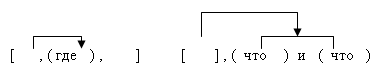 [ ,(где ), ] [ ],( что ) и ( что )